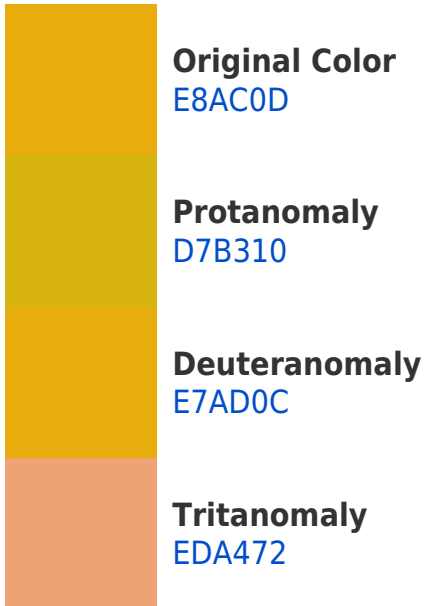 Original Color
E8AC0D
Protanomaly
D7B310
Deuteranomaly
E7AD0C
Tritanomaly
EDA472